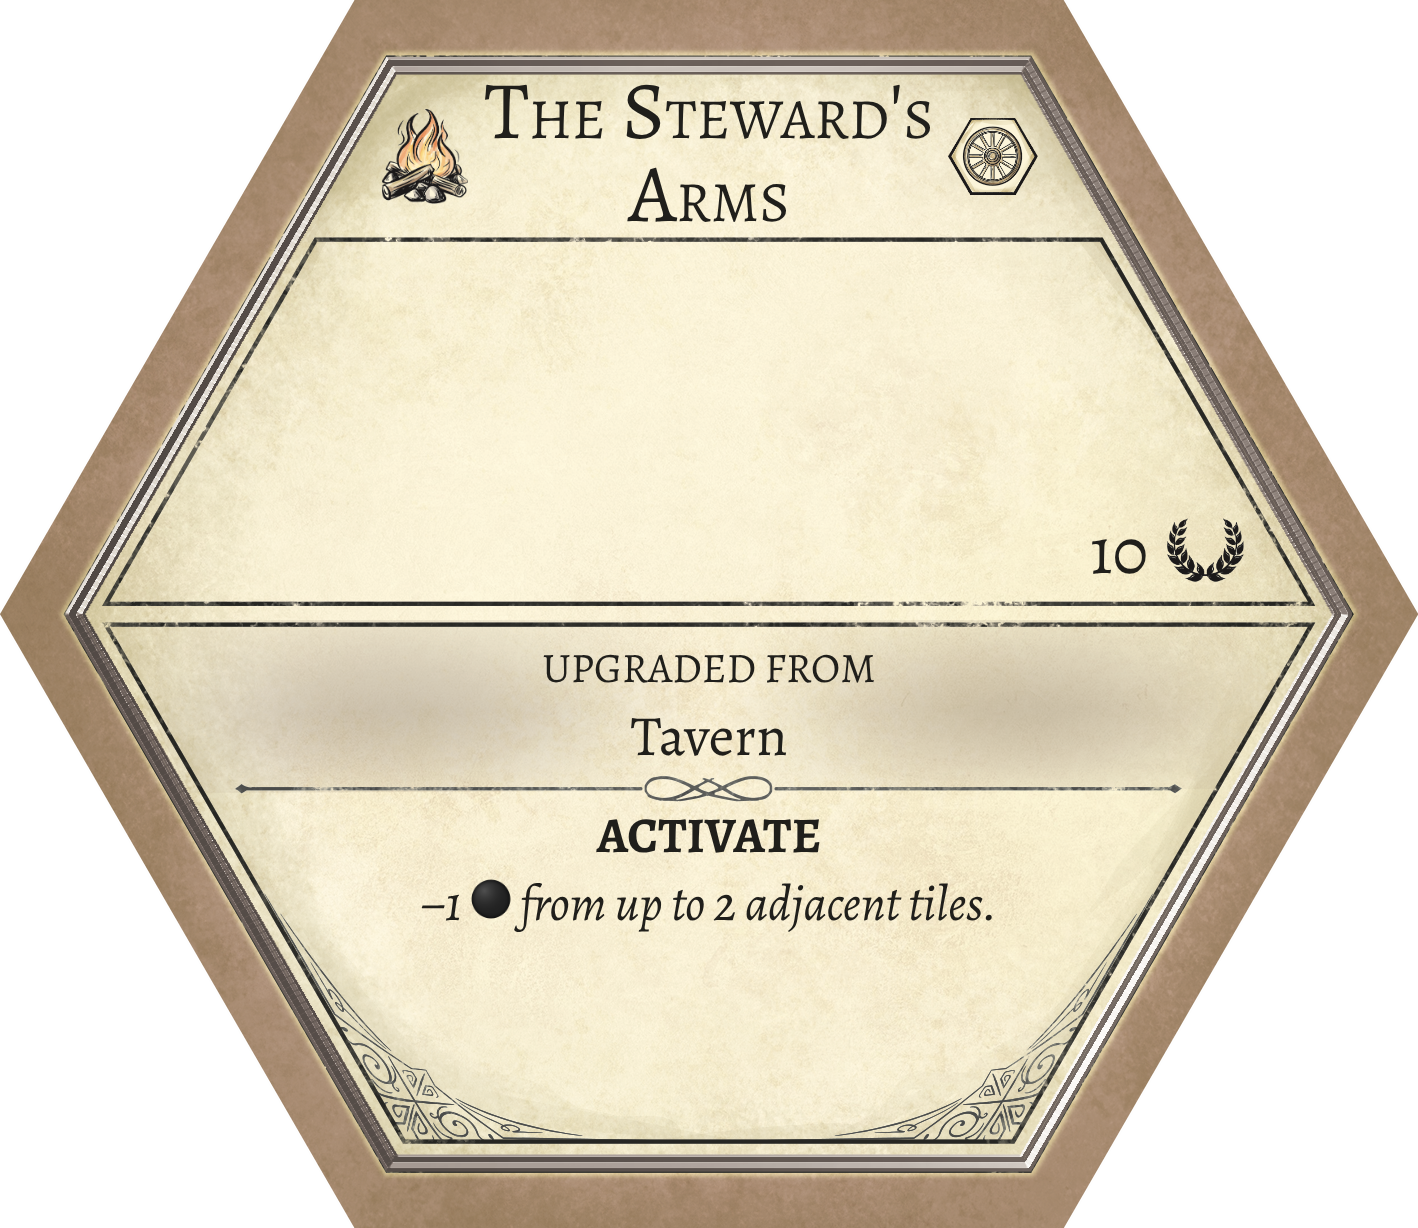 The Steward's
Arms
10
UPGRADED FROM
Tavern
ACTIVATE
–1 from up to 2 adjacent tiles.